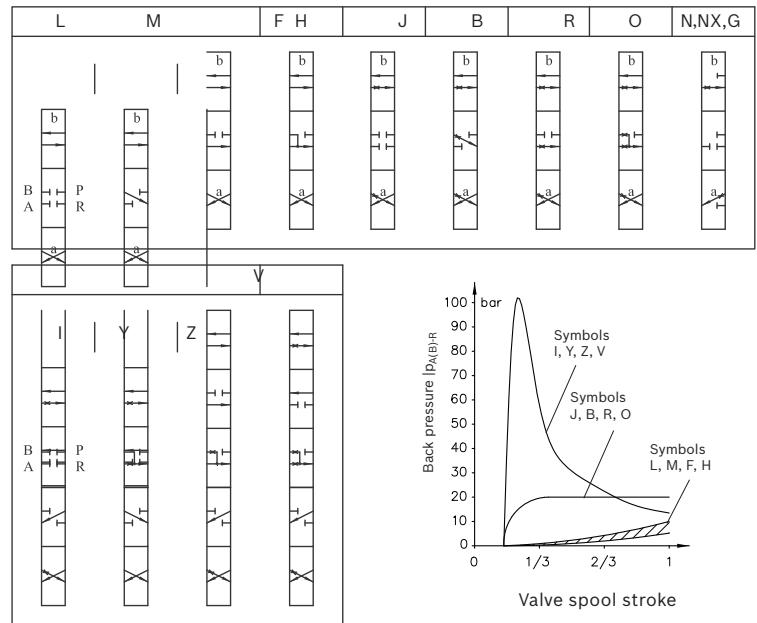 L M F H J B R O N,NX,G
b b b b b b b
b b
a a a a a a a
B P
A R
a a
V
I Y Z
B P
A R
100 bar
90
80
70
60
50
40
30
20
10
0
Back pressure |pA(B)-R
Symbols
I, Y, Z, V
Symbols
J, B, R, O
Symbols
L, M, F, H
0 1/3 2/3 1
Valve spool stroke